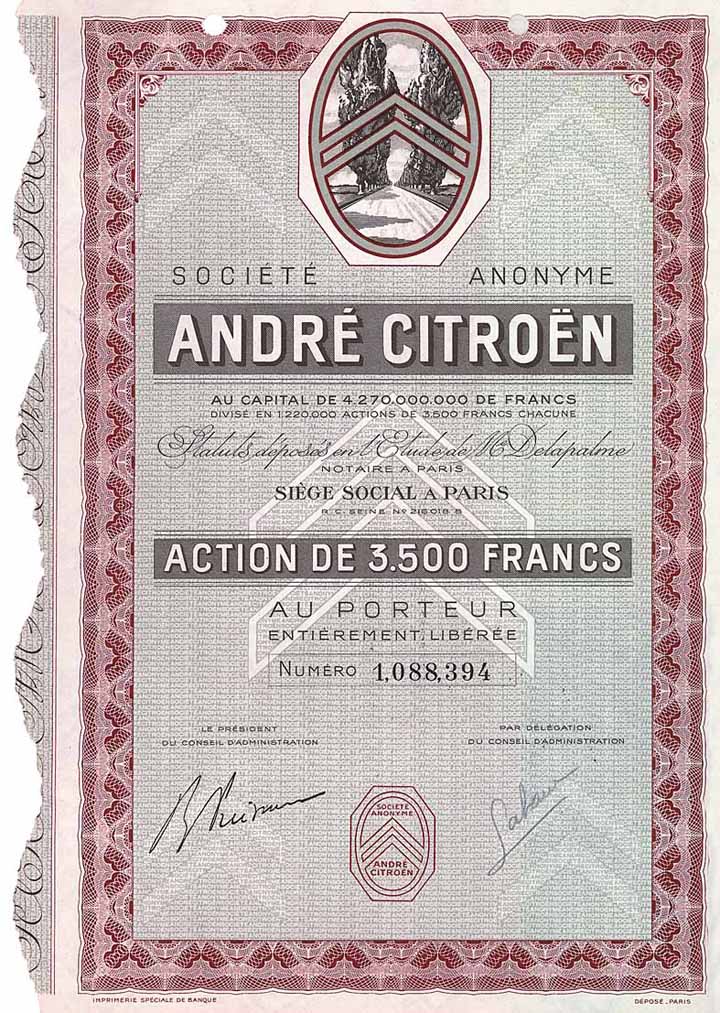 SOCIÉTÉ ANONYME
ANDRÉ CITROËN
AU CAPITAL DE 4.270.000.000 DE FRANCS
DIVISÉ EN 1.220.000 ACTIONS DE 3.500 FRANCS CHACUNE
Statuts déposés en l'Etude de Me Delapalme
NOTAIRE A PARIS
SIÈGE SOCIAL A PARIS
R.C. SEINE No 216018 B
ACTION DE 3.500 FRANCS
AU PORTEUR
ENTIÈREMENT LIBÉRÉE
NUMÉRO 1,088,394
LE PRÉSIDENT
DU CONSEIL D'ADMINISTRATION
PAR DÉLÉGATION
DU CONSEIL D'ADMINISTRATION
SOCIÉTÉ
ANONYME
ANDRÉ
CITROËN
IMPRIMERIE SPÉCIALE DE BANQUE
DÉPOSÉ, PARIS